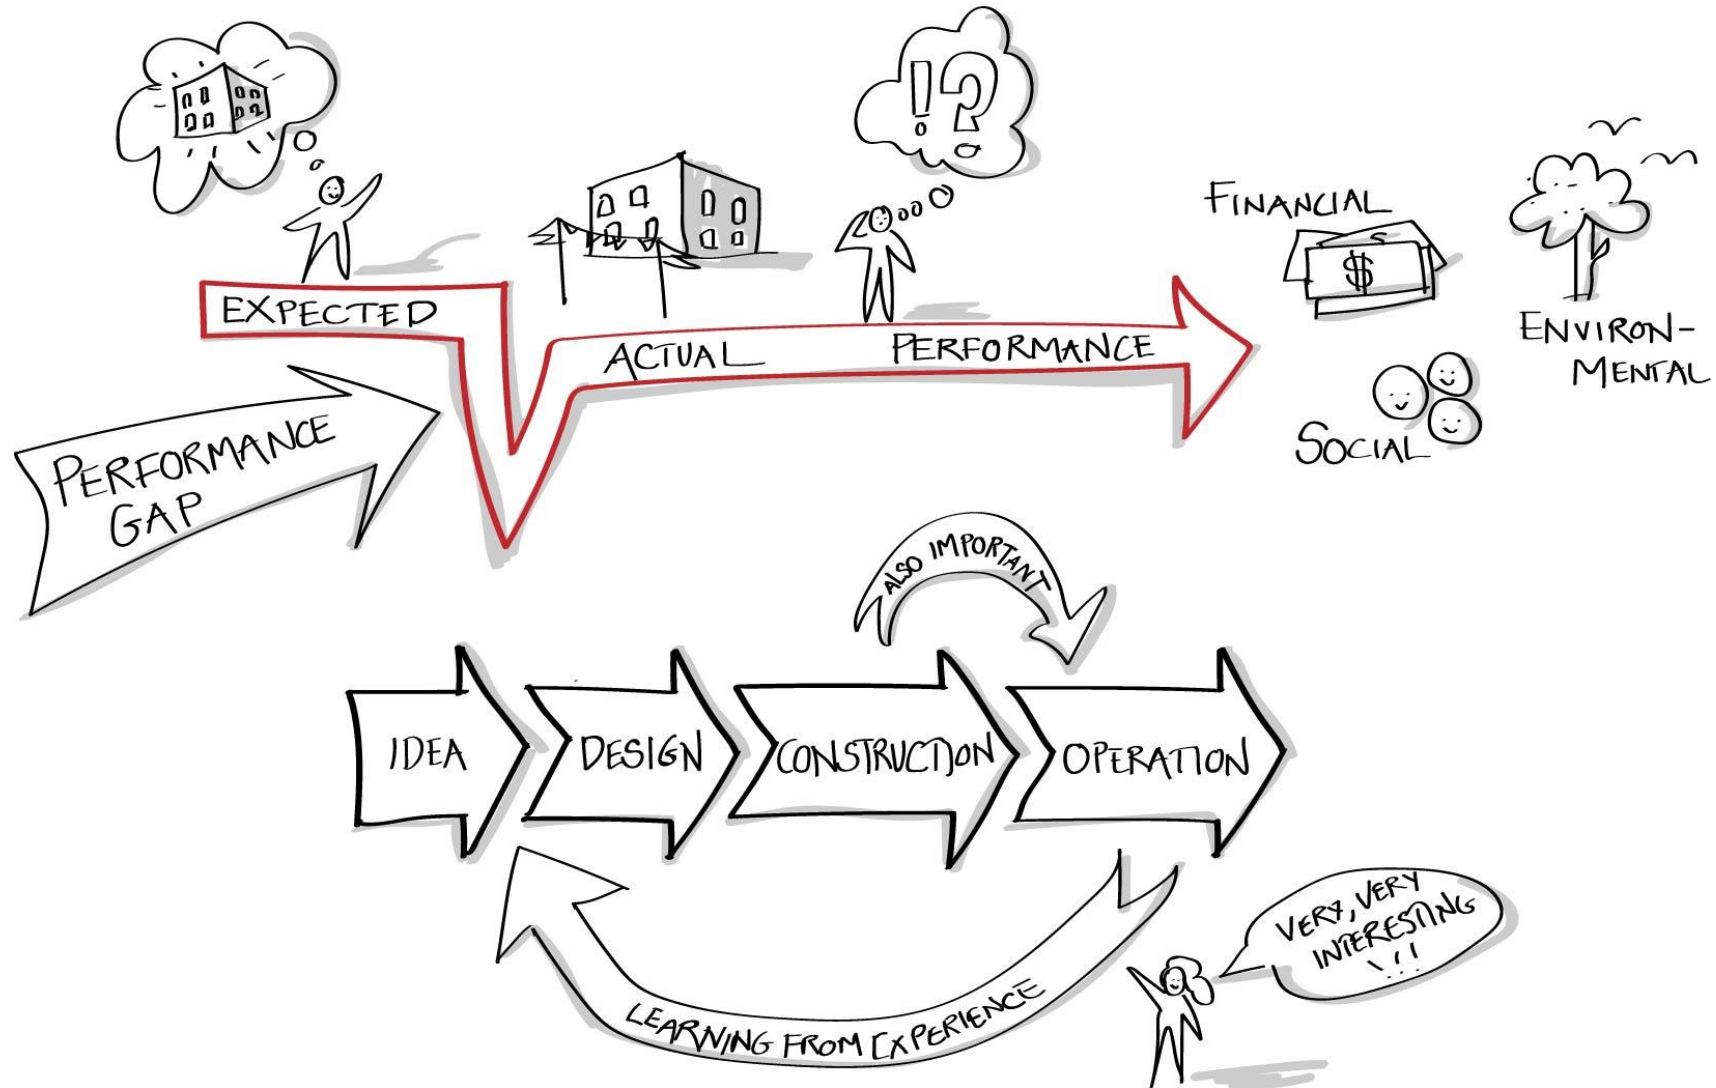 !?
EXPECTED
ACTUAL PERFORMANCE
FINANCIAL
$
ENVIRON-
MENTAL
SOCIAL
PERFORMANCE
GAP
ALSO IMPORTANT
IDEA
DESIGN
CONSTRUCTION
OPERATION
LEARNING FROM EXPERIENCE
VERY, VERY
INTERESTING
...